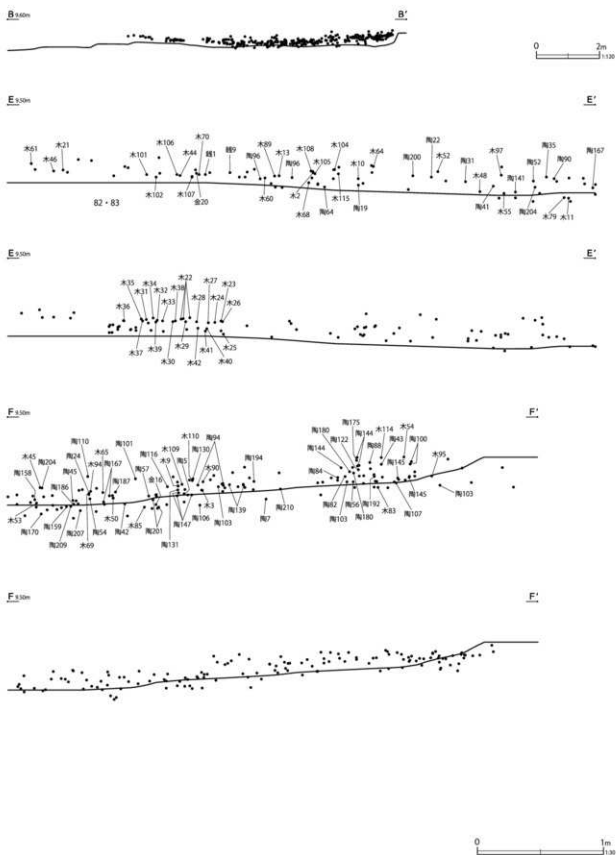 B 9.60m B'
0 2m
1:120
E 9.50m E'
木61 木46 木21 木101 木106 木44 木70 銭1 銭9 陶96 木89 木13 陶96 木108 木105 木104 木10 木64 陶200 陶22 木52 陶31 木48 木97 陶141 陶52 陶35 陶90 陶167
82・83 木102 木107 金20 木60 木2 木68 陶64 木115 陶19 陶41 木55 陶204 木79 木11
E 9.50m E'
木36 木35 木31 木34 木32 木33 木38 木22 木28 木27 木24 木23 木26
木37 木39 木30 木29 木42 木41 木40 木25
F 9.50m F'
木45 陶158 陶204 陶186 陶24 陶45 陶110 木94 木65 陶167 陶187 陶101 陶57 金16 陶116 木9 木109 陶5 木110 陶130 陶94 木90 陶194 陶144 陶180 陶122 陶175 陶144 陶88 木114 陶43 木54 陶100 陶145 木95 陶84
木53 陶170 陶159 陶209 陶207 木69 陶54 木50 陶42 木85 陶201 陶131 陶147 陶106 木3 陶103 陶139 陶7 陶210 陶82 陶103 陶56 陶180 陶192 木83 陶107 陶145 陶103
F 9.50m F'
0 1m
1:30